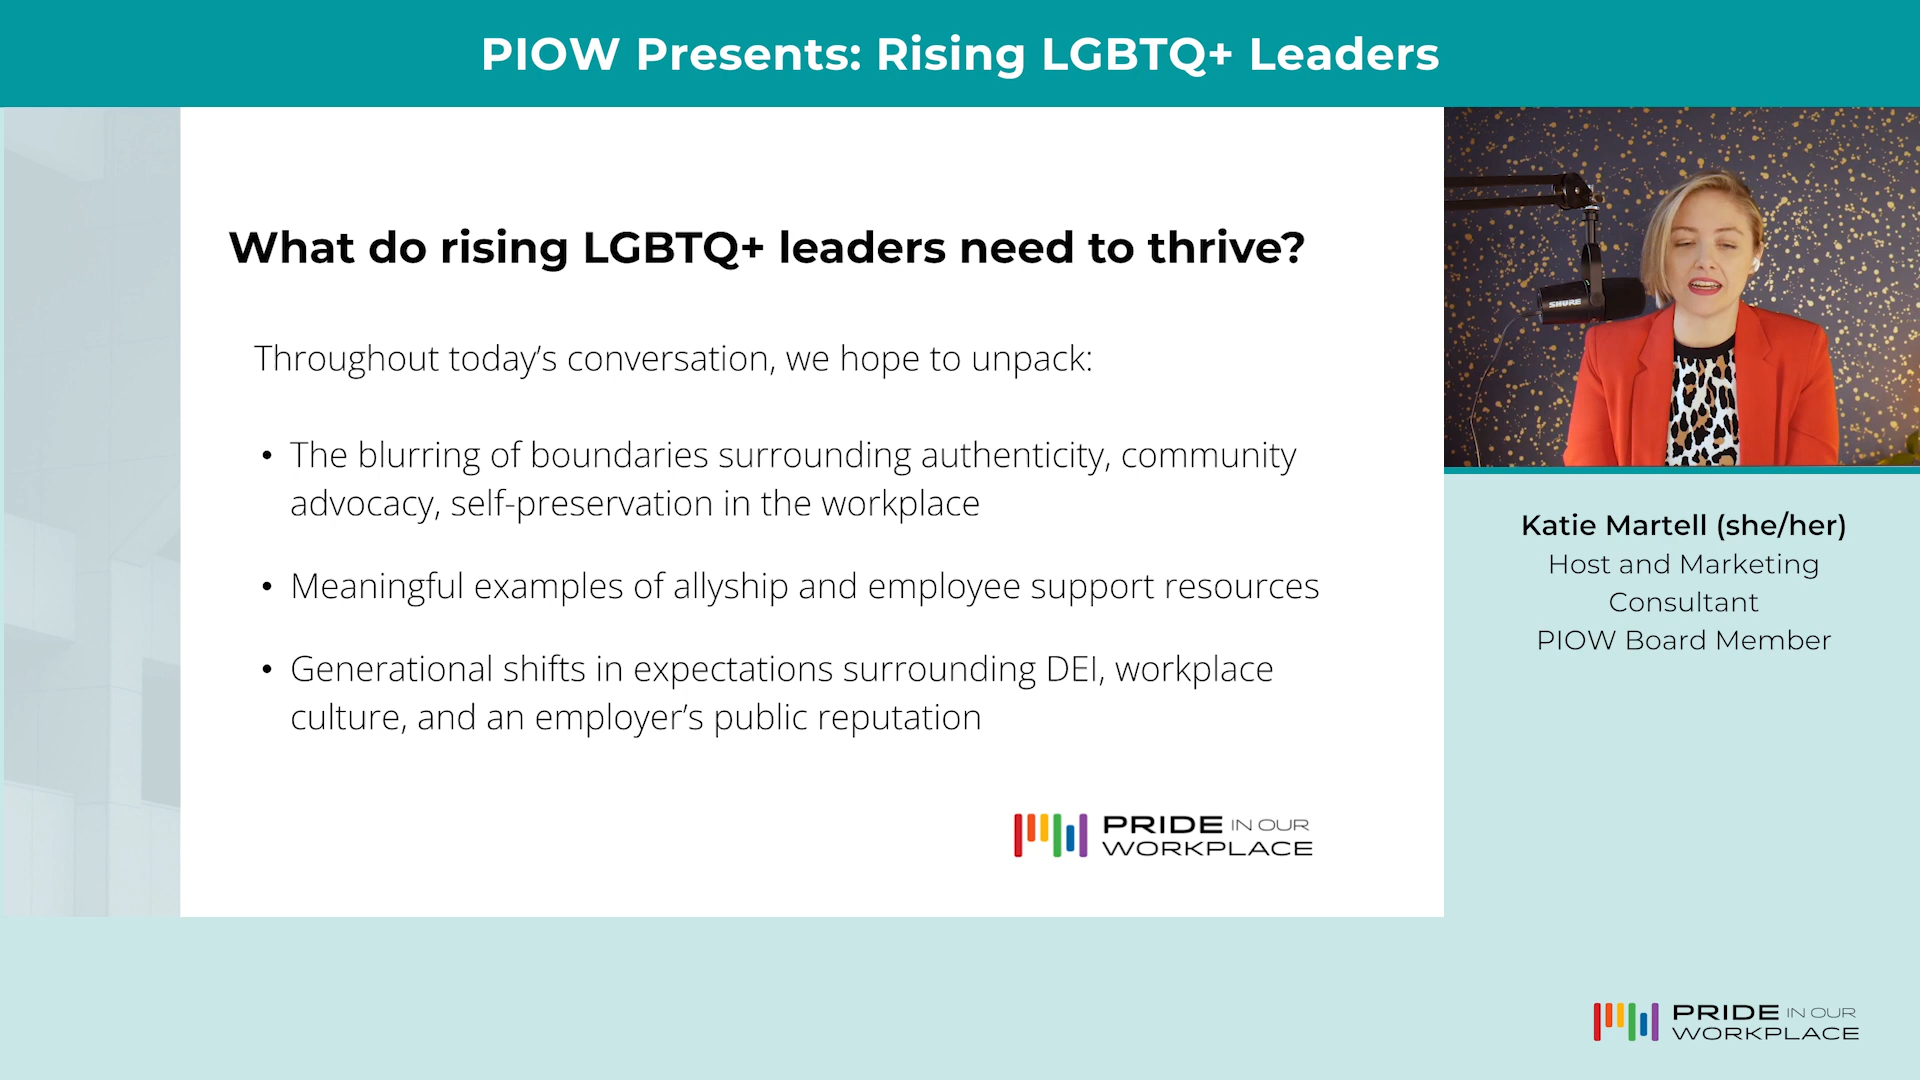 PIOW Presents: Rising LGBTQ+ Leaders
What do rising LGBTQ+ leaders need to thrive?
Throughout today’s conversation, we hope to unpack:
• The blurring of boundaries surrounding authenticity, community
advocacy, self-preservation in the workplace
• Meaningful examples of allyship and employee support resources
• Generational shifts in expectations surrounding DEI, workplace
culture, and an employer’s public reputation
PRIDE IN OUR
WORKPLACE
SHURE
Katie Martell (she/her)
Host and Marketing
Consultant
PIOW Board Member
PRIDE IN OUR
WORKPLACE